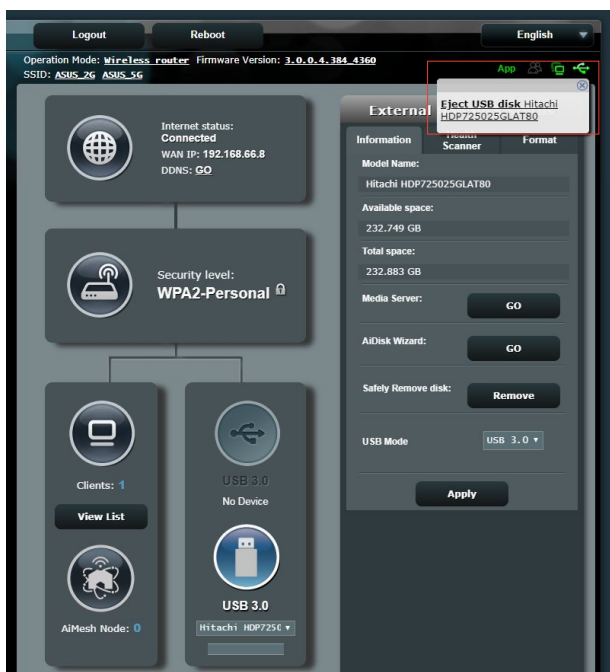 Logout
Reboot
English
Operation Mode: Wireless router Firmware Version: 3.0.0.4.384_4360
SSID: ASUS_2G ASUS_5G
App
Eject USB disk Hitachi
HDP725025GLAT80
External
Internet status:
Connected
WAN IP: 192.168.66.8
DDNS: GO
Information
Health
Scanner
Format
Model Name:
Hitachi HDP725025GLAT80
Available space:
232.749 GB
Total space:
232.883 GB
Security level:
WPA2-Personal
Media Server:
GO
AiDisk Wizard:
GO
Safely Remove disk:
Remove
USB Mode
USB 3.0
Apply
Clients: 1
View List
AiMesh Node: 0
USB 3.0
No Device
USB 3.0
Hitachi HDP725